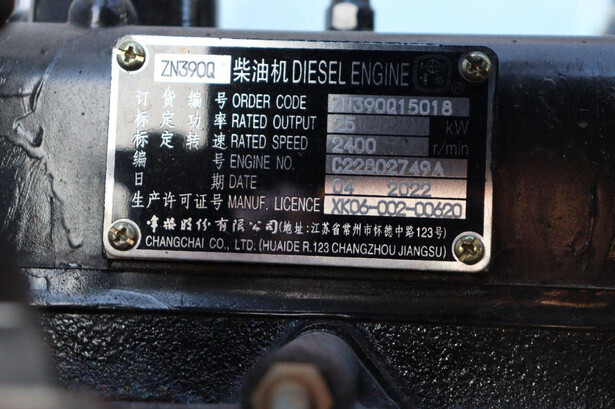 ZN390Q 柴油机 DIESEL ENGINE
订货编号 ORDER CODE ZN390Q15018
标定功率 RATED OUTPUT 25 kW
标定转速 RATED SPEED 2400 r/min
编号 ENGINE NO. C22802749A
日期 DATE 04 2022
生产许可证号 MANUF. LICENCE XK06-002-00620
常柴股份有限公司(地址:江苏省常州市怀德中路123号)
CHANGCHAI CO., LTD. (HUAIDE R.123 CHANGZHOU JIANGSU)